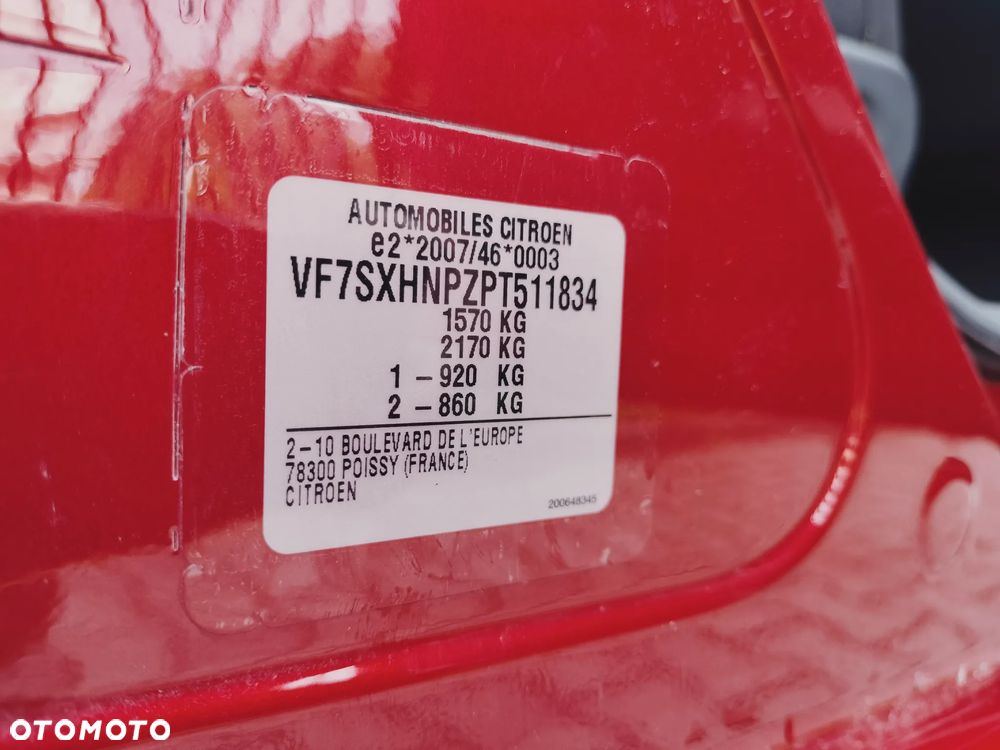 AUTOMOBILES CITROEN
e2*2007/46*0003
VF7SXHNPZPT511834
1570 KG
2170 KG
1 – 920 KG
2 – 860 KG
2–10 BOULEVARD DE L'EUROPE
78300 POISSY (FRANCE)
CITROEN
200648345
OTOMOTO